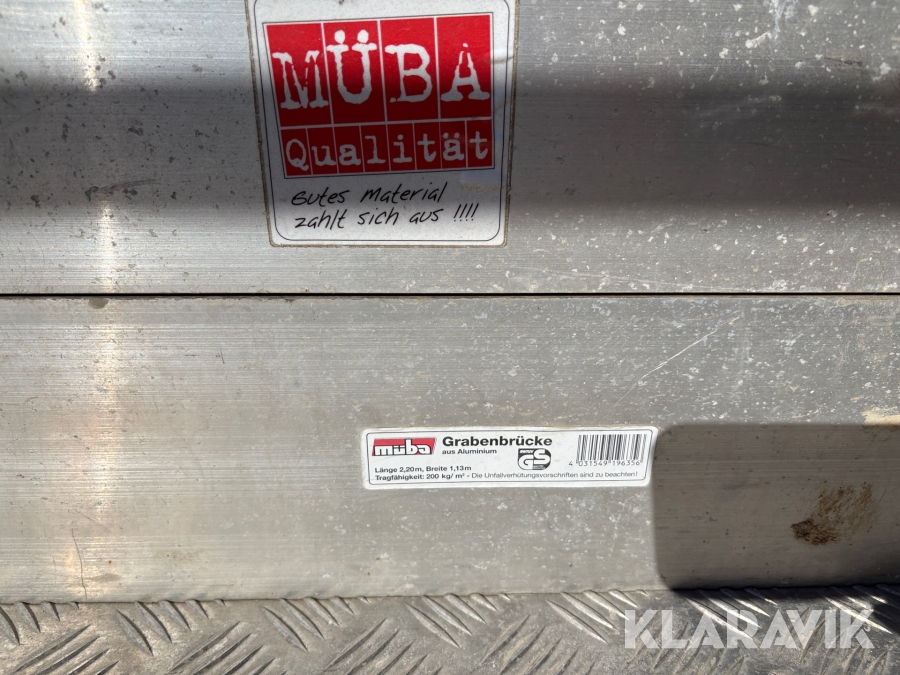 MÜBA
Qualität
Gutes material
zahlt sich aus !!!!
müba
Grabenbrücke
aus Aluminium
GS
4 031549 196356
Länge 2,20m, Breite 1,13m
Tragfähigkeit: 200 kg/ m² - Die Unfallverhütungsvorschriften sind zu beachten!
KLARAVIK